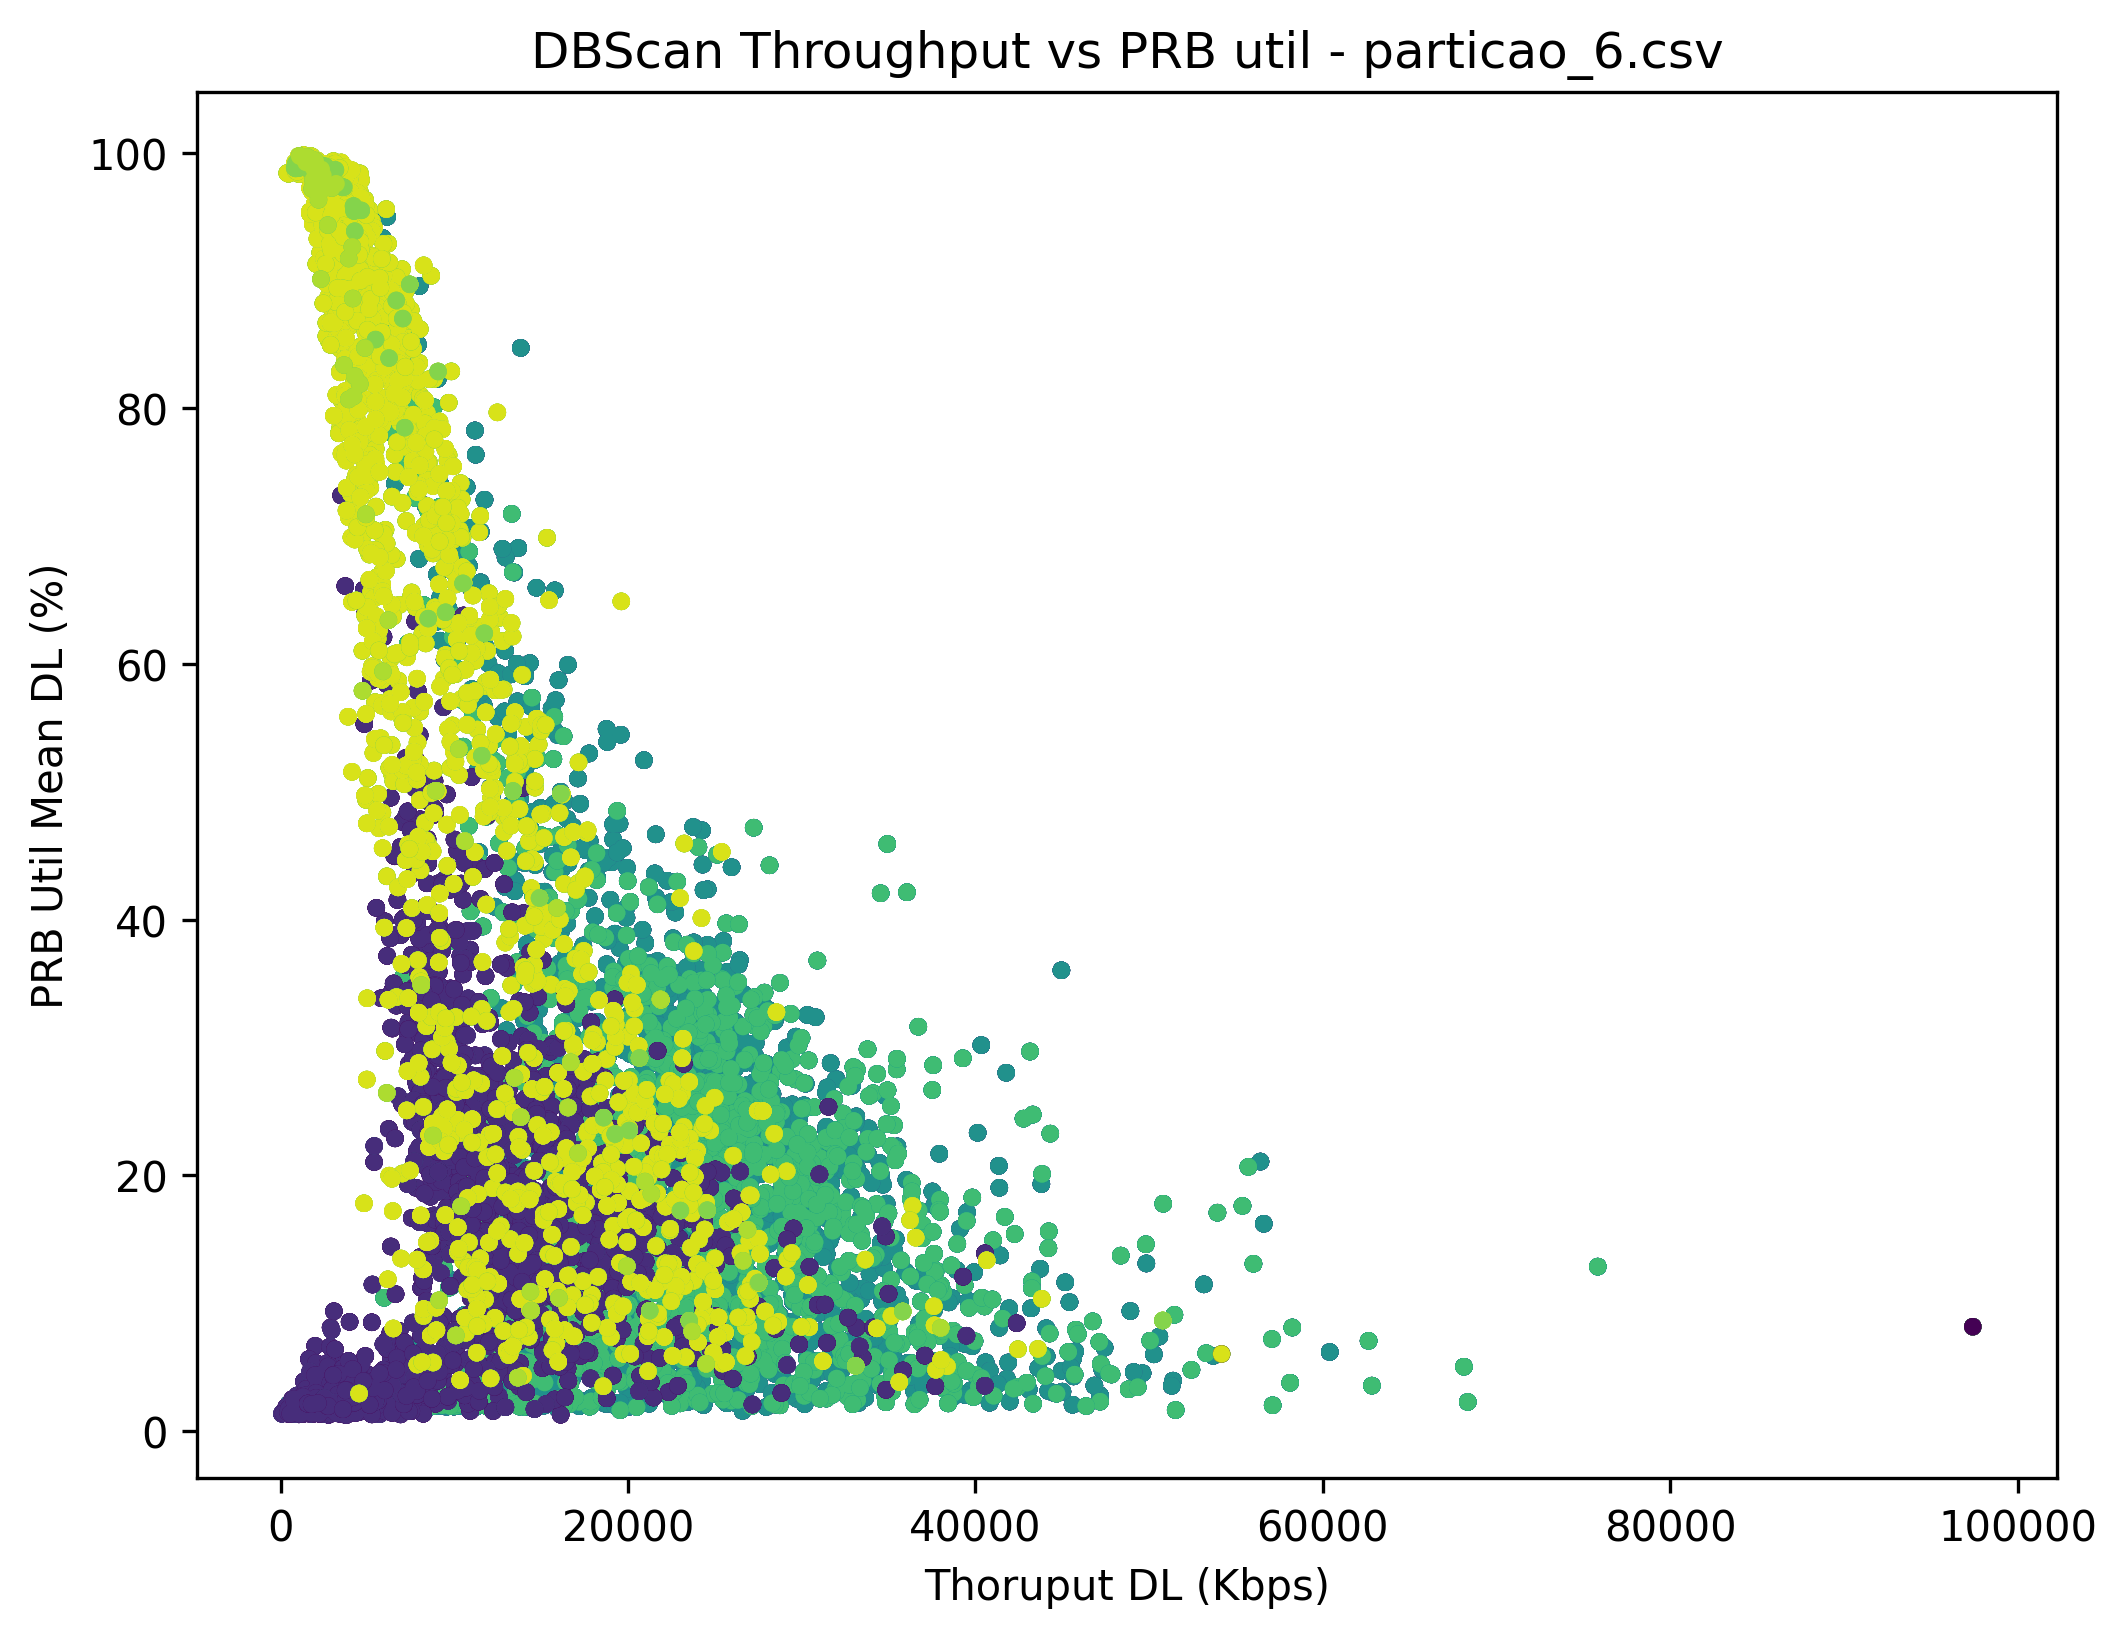 DBScan Throughput vs PRB util - particao_6.csv
100
80
60
40
20
0
PRB Util Mean DL (%)
0 20000 40000 60000 80000 100000
Thoruput DL (Kbps)